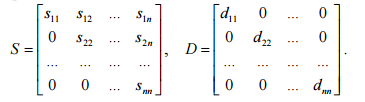 S = [ s₁₁ s₁₂ ... s₁ₙ ; 0 s₂₂ ... s₂ₙ ; ... ... ... ... ; 0 0 ... sₙₙ ], D = [ d₁₁ 0 ... 0 ; 0 d₂₂ ... 0 ; ... ... ... ... ; 0 0 ... dₙₙ ].